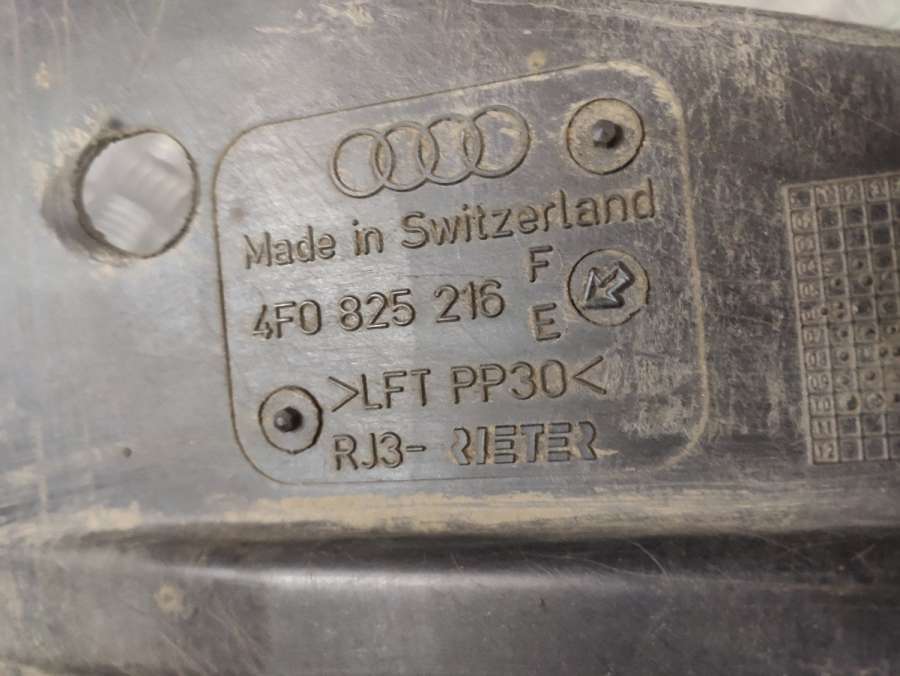 Made in Switzerland
4F0 825 216 F
E
>LFT PP30<
RJ3- RIETER